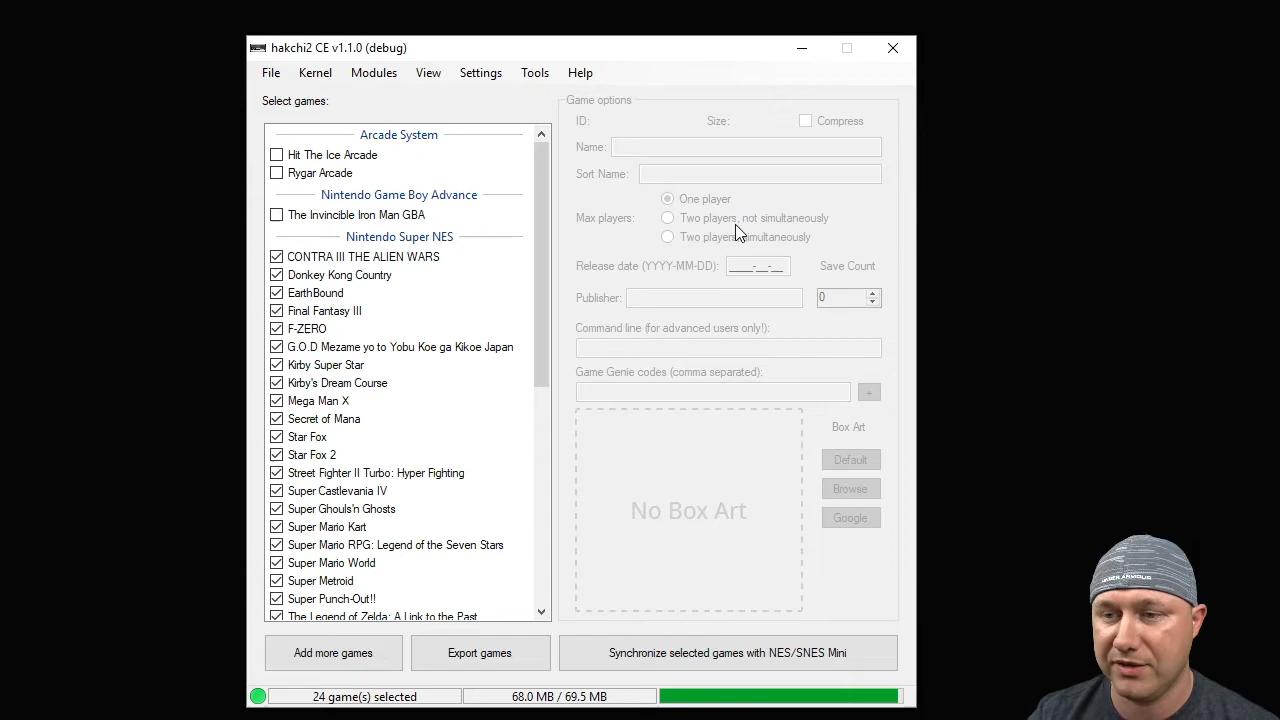 hakchi2 CE v1.1.0 (debug)
File Kernel Modules View Settings Tools Help
Select games:
Arcade System
Hit The Ice Arcade
Rygar Arcade
Nintendo Game Boy Advance
The Invincible Iron Man GBA
Nintendo Super NES
CONTRA III THE ALIEN WARS
Donkey Kong Country
EarthBound
Final Fantasy III
F-ZERO
G.O.D Mezame yo to Yobu Koe ga Kikoe Japan
Kirby Super Star
Kirby's Dream Course
Mega Man X
Secret of Mana
Star Fox
Star Fox 2
Street Fighter II Turbo: Hyper Fighting
Super Castlevania IV
Super Ghouls'n Ghosts
Super Mario Kart
Super Mario RPG: Legend of the Seven Stars
Super Mario World
Super Metroid
Super Punch-Out!!
The Legend of Zelda: A Link to the Past
Game options
ID: Size: Compress
Name:
Sort Name:
One player
Max players: Two players, not simultaneously
Two players simultaneously
Release date (YYYY-MM-DD): ____-__-__ Save Count
Publisher: 0
Command line (for advanced users only!):
Game Genie codes (comma separated):
+
No Box Art
Box Art
Default
Browse
Google
Add more games Export games Synchronize selected games with NES/SNES Mini
24 game(s) selected 68.0 MB / 69.5 MB
UNDER ARMOUR